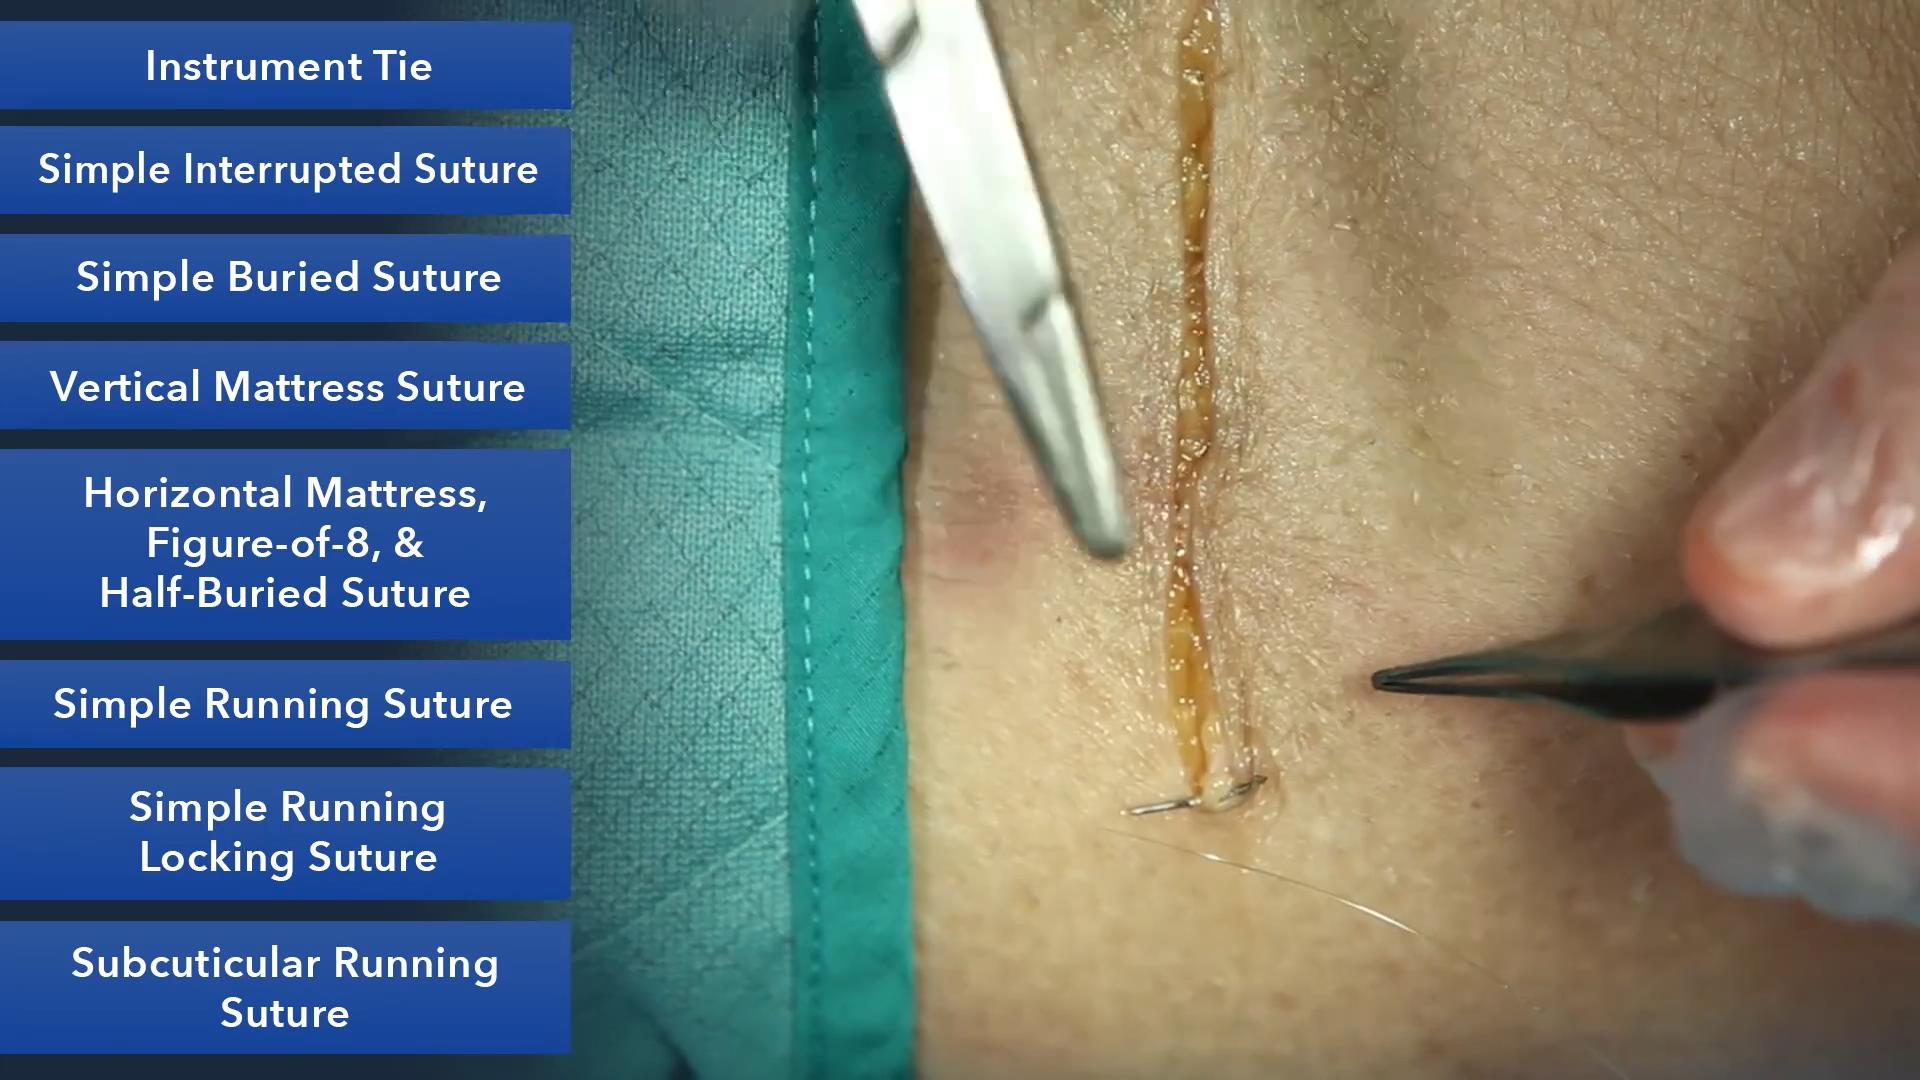 Instrument Tie
Simple Interrupted Suture
Simple Buried Suture
Vertical Mattress Suture
Horizontal Mattress,
Figure-of-8, &
Half-Buried Suture
Simple Running Suture
Simple Running
Locking Suture
Subcuticular Running
Suture